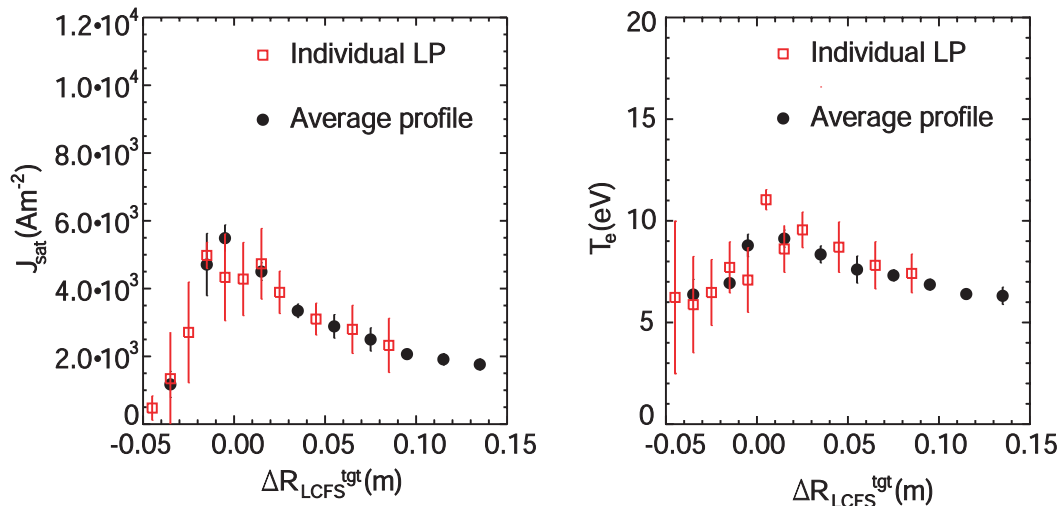 1.2•10⁴
1.0•10⁴
8.0•10³
6.0•10³
4.0•10³
2.0•10³
0
J_sat(Am⁻²)
Individual LP
Average profile
-0.05 0.00 0.05 0.10 0.15
ΔR_LCFS^tgt(m)
20
15
10
5
0
T_e(eV)
Individual LP
Average profile
-0.05 0.00 0.05 0.10 0.15
ΔR_LCFS^tgt(m)